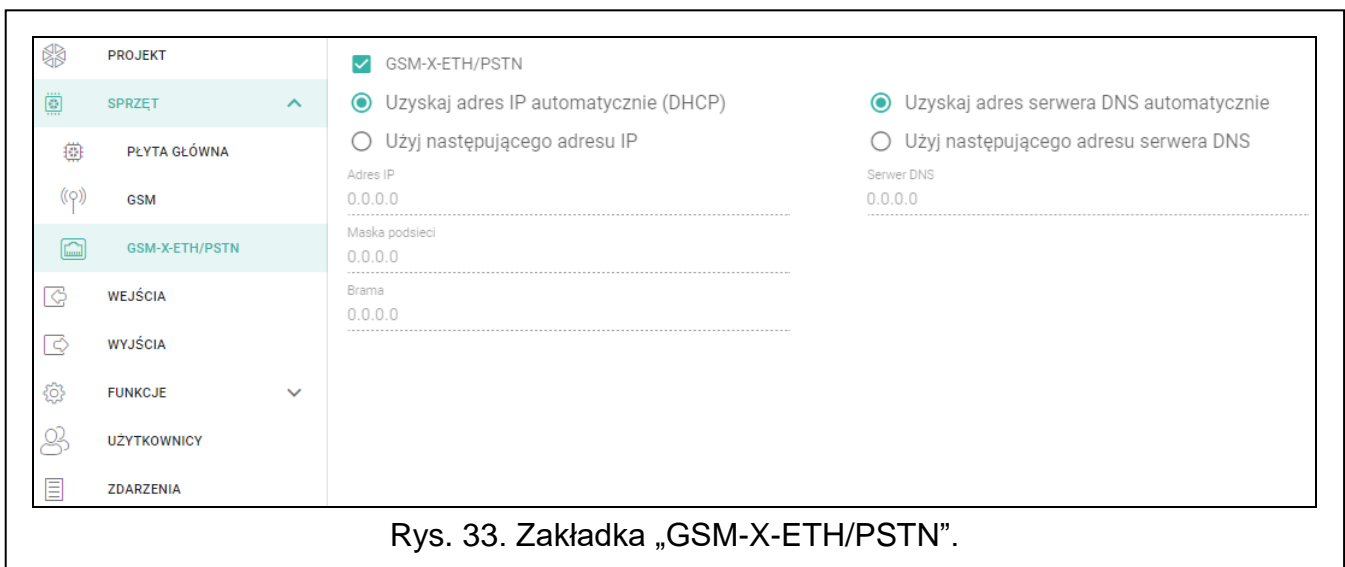 PROJEKT
SPRZĘT
PŁYTA GŁÓWNA
GSM
GSM-X-ETH/PSTN
WEJŚCIA
WYJŚCIA
FUNKCJE
UŻYTKOWNICY
ZDARZENIA
GSM-X-ETH/PSTN
Uzyskaj adres IP automatycznie (DHCP)
Użyj następującego adresu IP
Adres IP
0.0.0.0
Maska podsieci
0.0.0.0
Brama
0.0.0.0
Uzyskaj adres serwera DNS automatycznie
Użyj następującego adresu serwera DNS
Serwer DNS
0.0.0.0
Rys. 33. Zakładka „GSM-X-ETH/PSTN”.